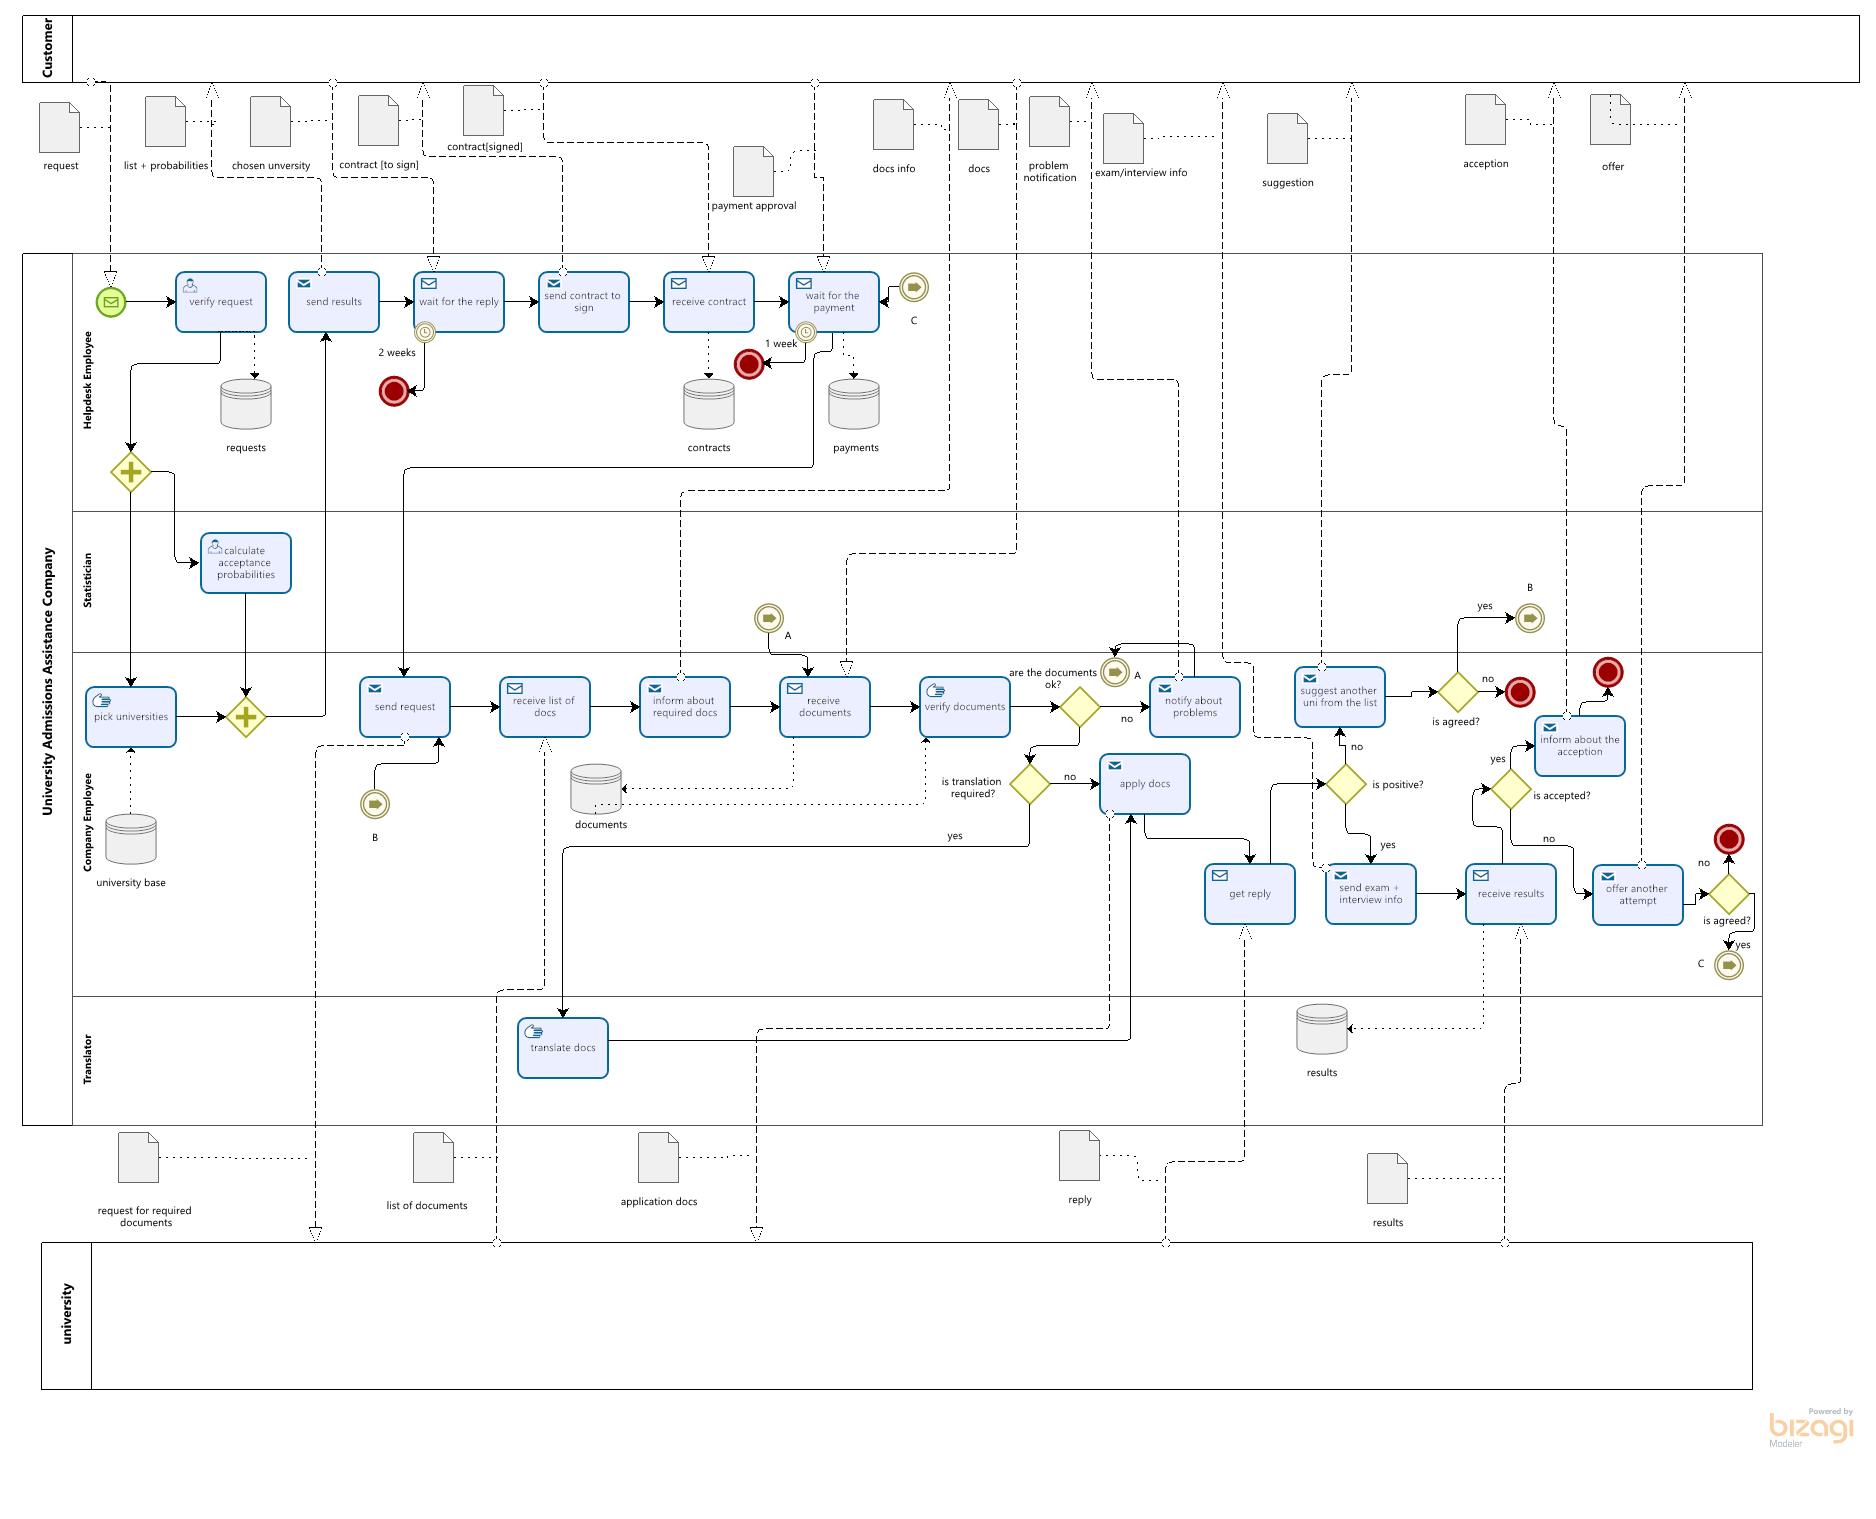 Customer
request
list + probabilities
chosen unversity
contract [to sign]
contract[signed]
payment approval
docs info
docs
problem
notification
exam/interview info
suggestion
acception
offer
University Admissions Assistance Company
Helpdesk Employee
verify request
send results
wait for the reply
send contract to
sign
receive contract
wait for the
payment
C
2 weeks
1 week
requests
contracts
payments
Statistician
calculate
acceptance
probabilities
A
B
yes
Company Employee
pick universities
send request
receive list of
docs
inform about
required docs
receive
documents
verify documents
are the documents
ok?
A
no
notify about
problems
suggest another
uni from the list
no
is agreed?
inform about the
acception
yes
is accepted?
no
is positive?
is translation
required?
no
apply docs
documents
B
university base
yes
get reply
yes
send exam +
interview info
receive results
no
offer another
attempt
no
is agreed?
yes
C
Translator
translate docs
results
request for required
documents
list of documents
application docs
reply
results
university
Powered by
bizagi
Modeler